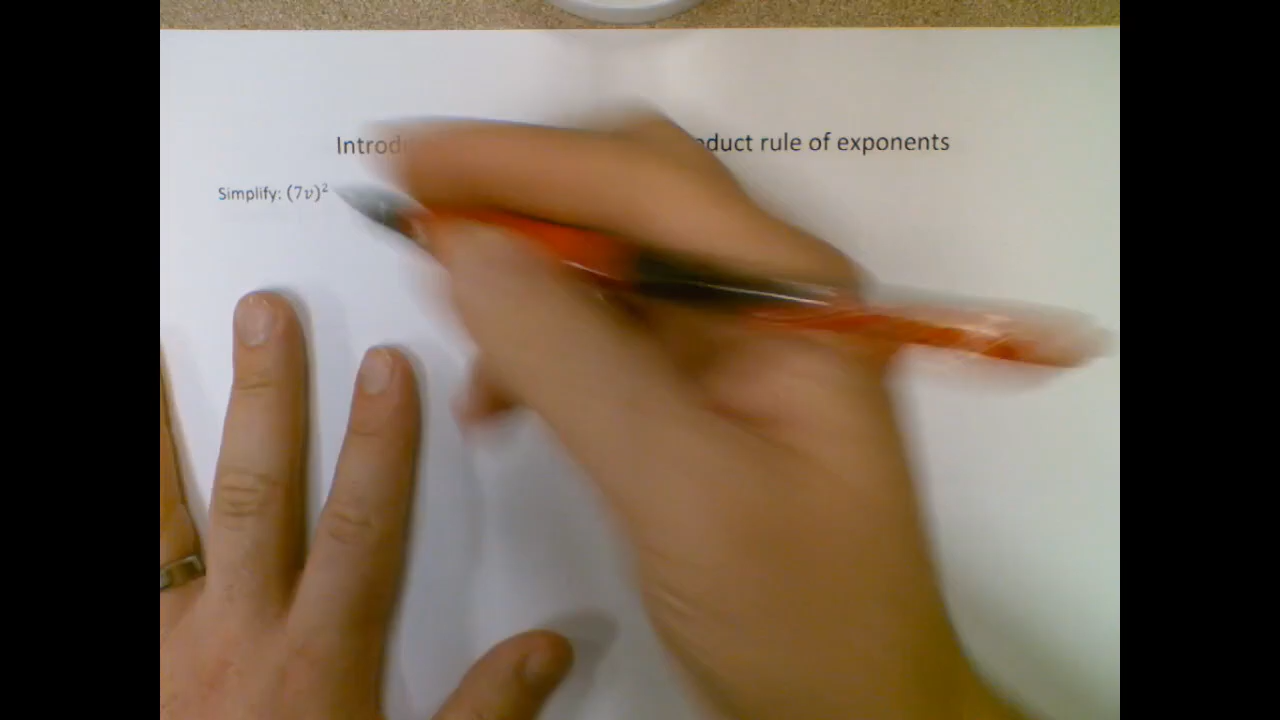 Introd duct rule of exponents
Simplify: (7v)²